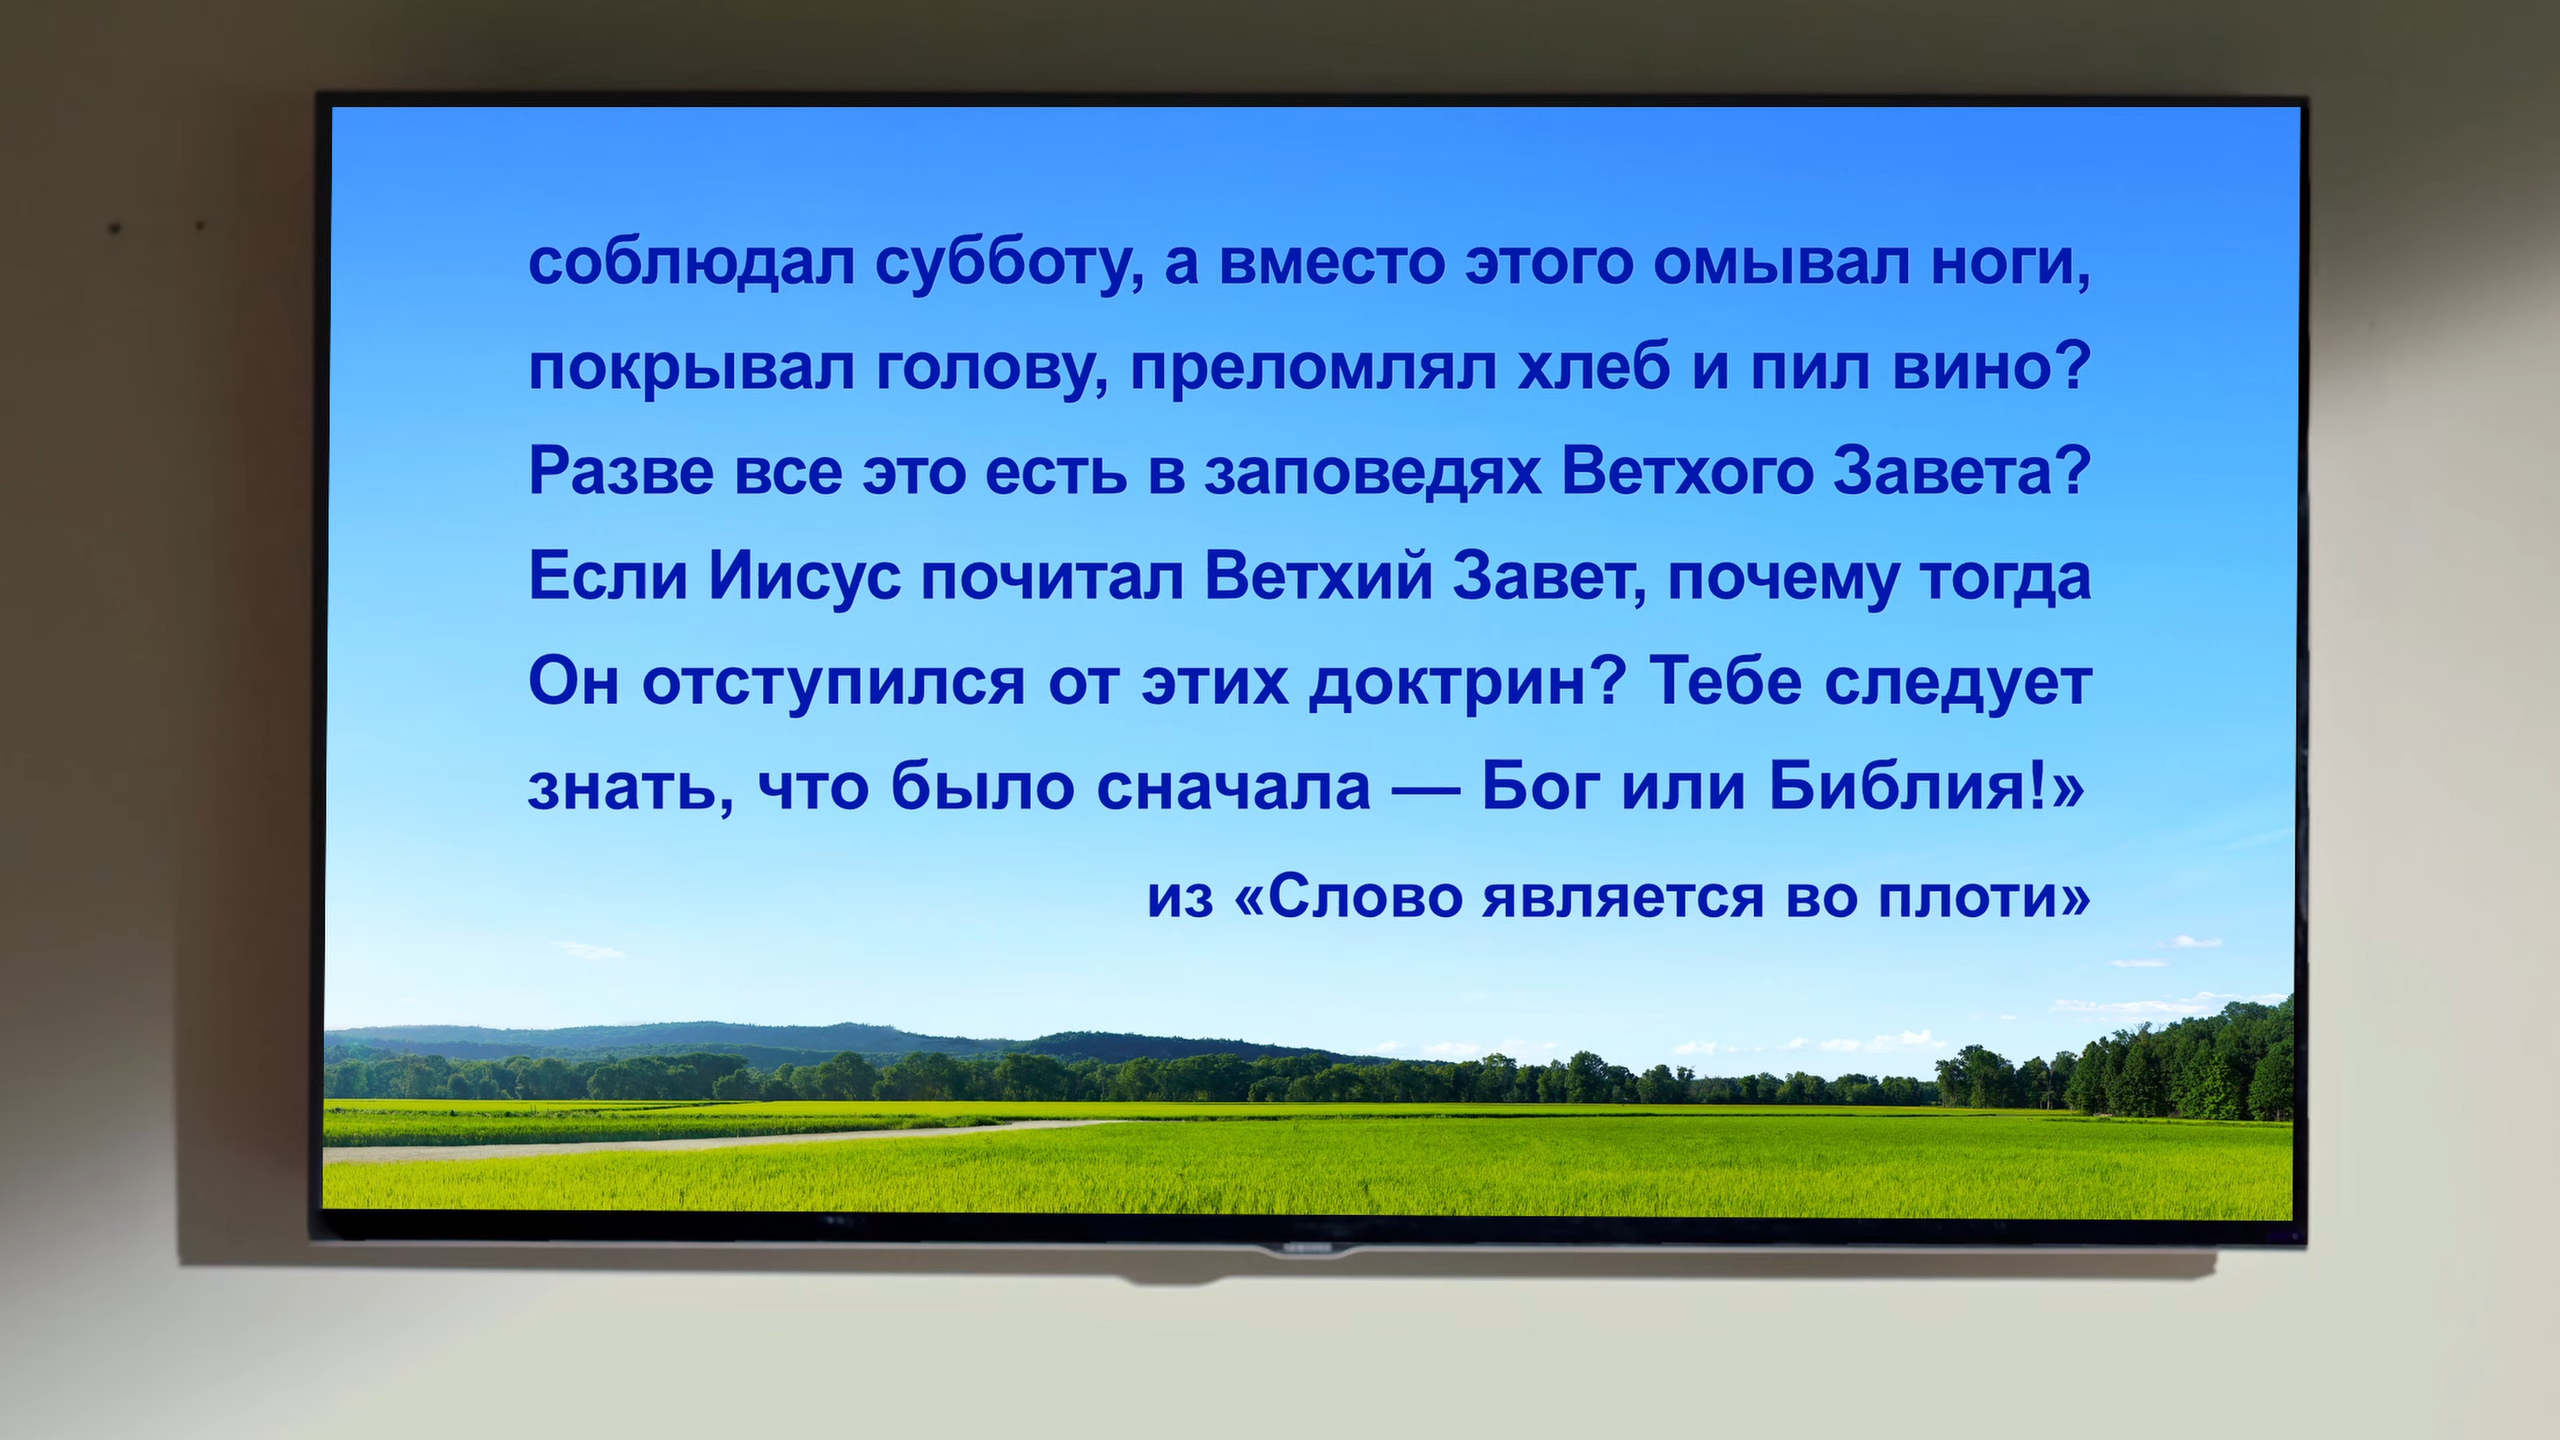 соблюдал субботу, а вместо этого омывал ноги,
покрывал голову, преломлял хлеб и пил вино?
Разве все это есть в заповедях Ветхого Завета?
Если Иисус почитал Ветхий Завет, почему тогда
Он отступился от этих доктрин? Тебе следует
знать, что было сначала — Бог или Библия!»
из «Слово является во плоти»